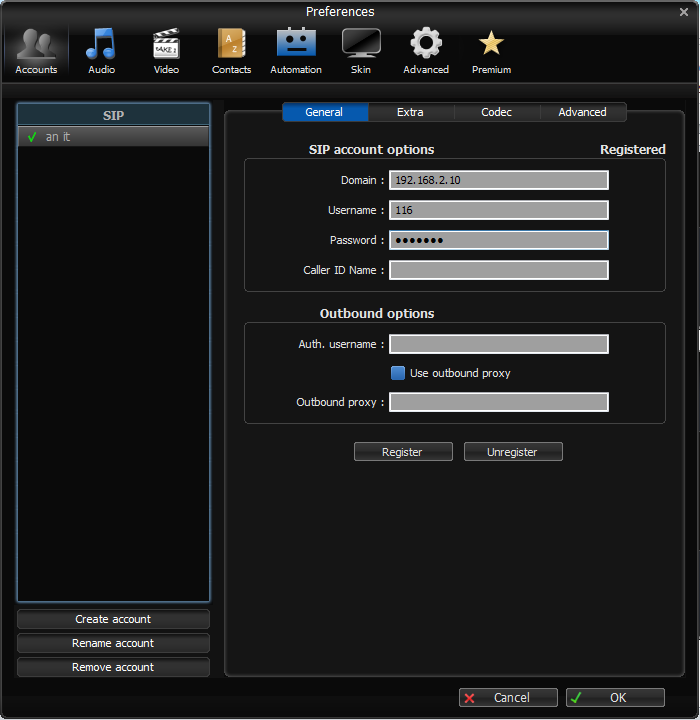 Preferences
Accounts Audio Video Contacts Automation Skin Advanced Premium
TAKE 2
A
Z
SIP
an it
General Extra Codec Advanced
SIP account options Registered
Domain : 192.168.2.10
Username : 116
Password : •••••••
Caller ID Name :
Outbound options
Auth. username :
Use outbound proxy
Outbound proxy :
Register Unregister
Create account
Rename account
Remove account
Cancel OK